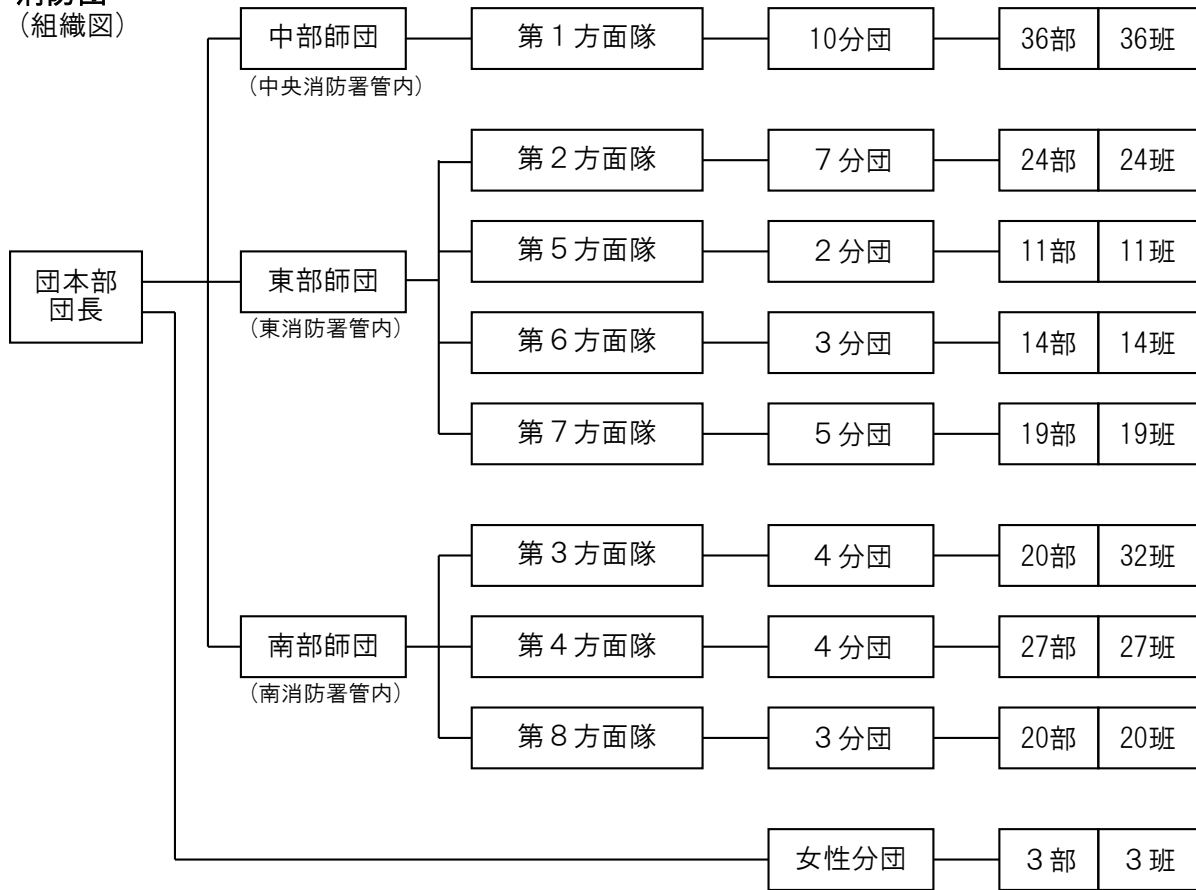 消防団
（組織図）
中部師団
第１方面隊
10分団
36部
36班
（中央消防署管内）
第２方面隊
７分団
24部
24班
第５方面隊
２分団
11部
11班
団本部
団長
東部師団
（東消防署管内）
第６方面隊
３分団
14部
14班
第７方面隊
５分団
19部
19班
第３方面隊
４分団
20部
32班
南部師団
第４方面隊
４分団
27部
27班
（南消防署管内）
第８方面隊
３分団
20部
20班
女性分団
３部
３班